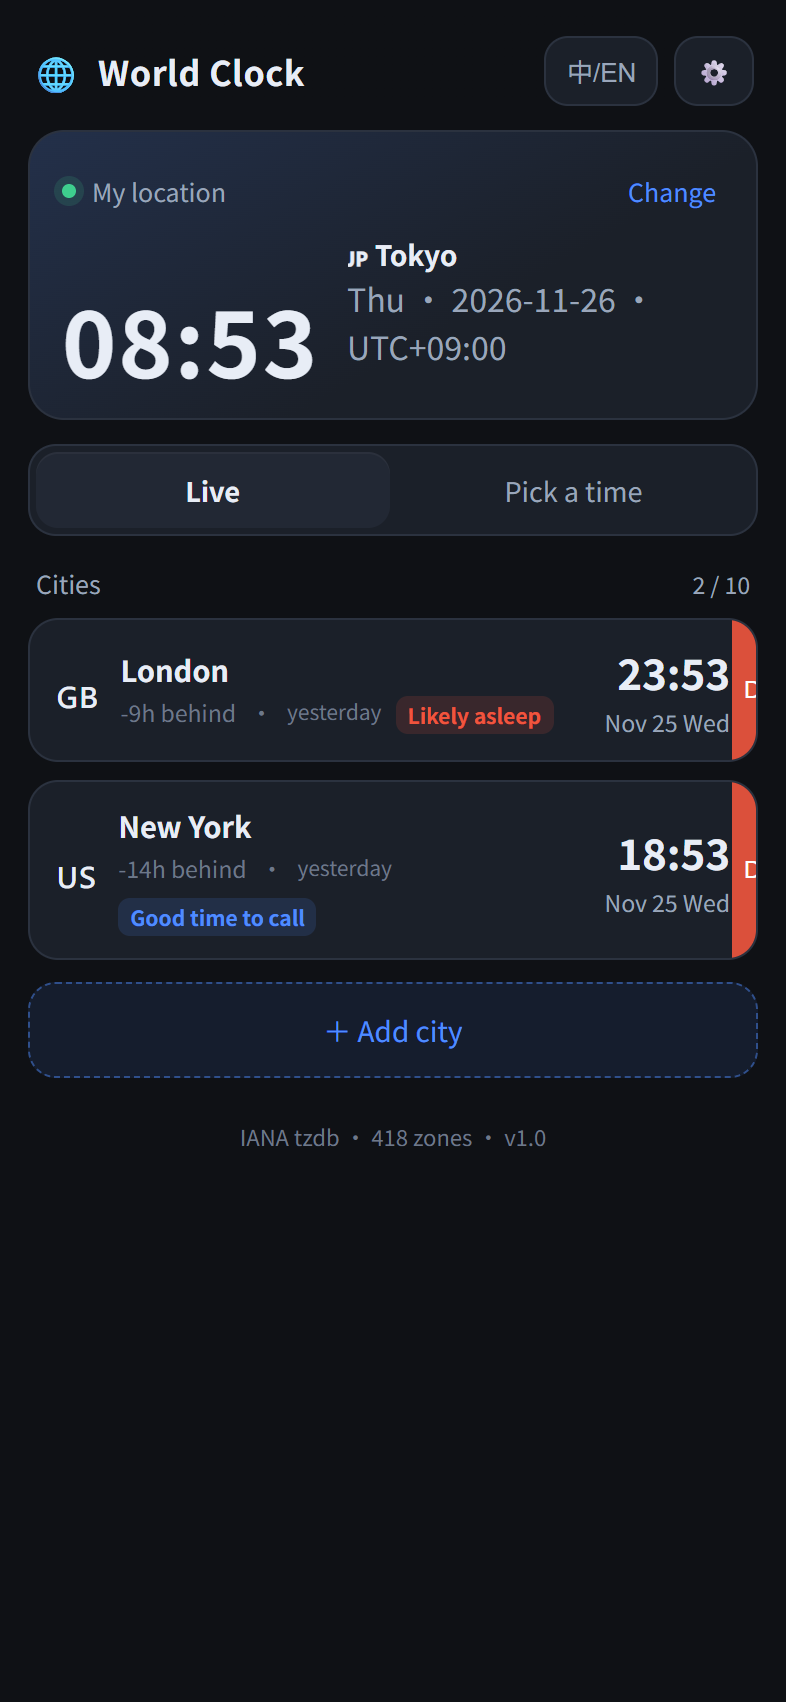 World Clock
中/EN
My location
Change
JP Tokyo
Thu • 2026-11-26 •
UTC+09:00
08:53
Live
Pick a time
Cities
2 / 10
GB
London
-9h behind • yesterday
Likely asleep
23:53
Nov 25 Wed
US
New York
-14h behind • yesterday
Good time to call
18:53
Nov 25 Wed
+ Add city
IANA tzdb • 418 zones • v1.0